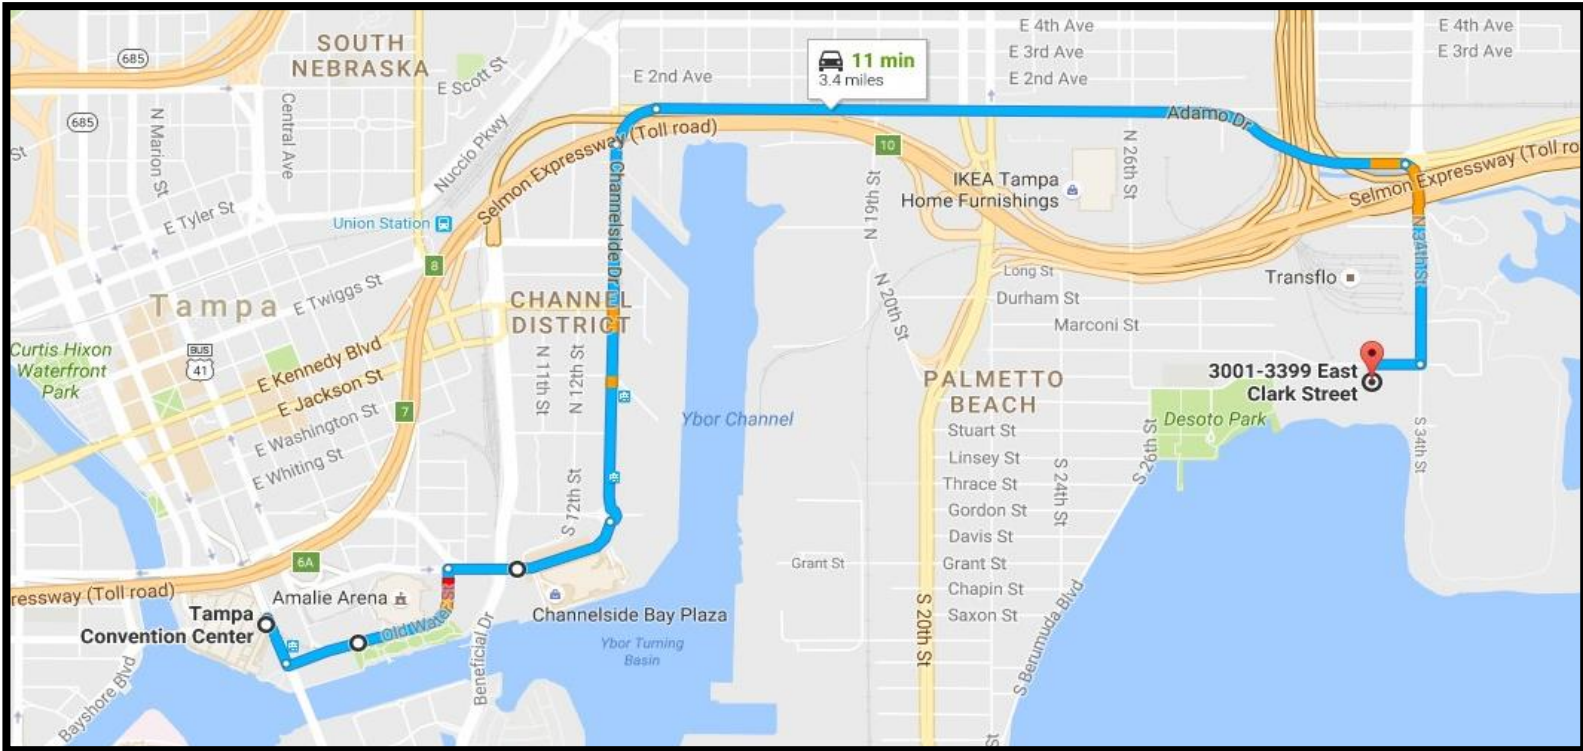 SOUTH
NEBRASKA
E 4th Ave
E 3rd Ave
E 2nd Ave
E 4th Ave
E 3rd Ave
685
E Scott St
E 2nd Ave
11 min
3.4 miles
685
N Marion St
Central Ave
Nuccio Pkwy
Selmon Expressway (Toll road)
Adamo Dr
10
N 26th St
St
IKEA Tampa
Home Furnishings
N 19th St
Selmon Expressway (Toll ro
E Tyler St
Union Station
Channelside Dr
N 34th St
8
Long St
Transflo
Tampa
E Twiggs St
CHANNEL
DISTRICT
N 20th St
Durham St
Marconi St
Curtis Hixon
Waterfront
Park
BUS
41
E Kennedy Blvd
E Jackson St
N 11th St
N 12th St
PALMETTO
BEACH
3001-3399 East
Clark Street
7
E Washington St
E Whiting St
Ybor Channel
Desoto Park
Stuart St
Linsey St
Thrace St
Gordon St
Davis St
Grant St
Chapin St
Saxon St
S 24th St
S 26th St
S 34th St
S 12th St
Grant St
6A
ressway (Toll road)
Amalie Arena
Tampa
Convention Center
Old Water St
Channelside Bay Plaza
Ybor Turning
Basin
Beneficial Dr
S 20th St
S Bermuda Blvd
Bayshore Blvd
St